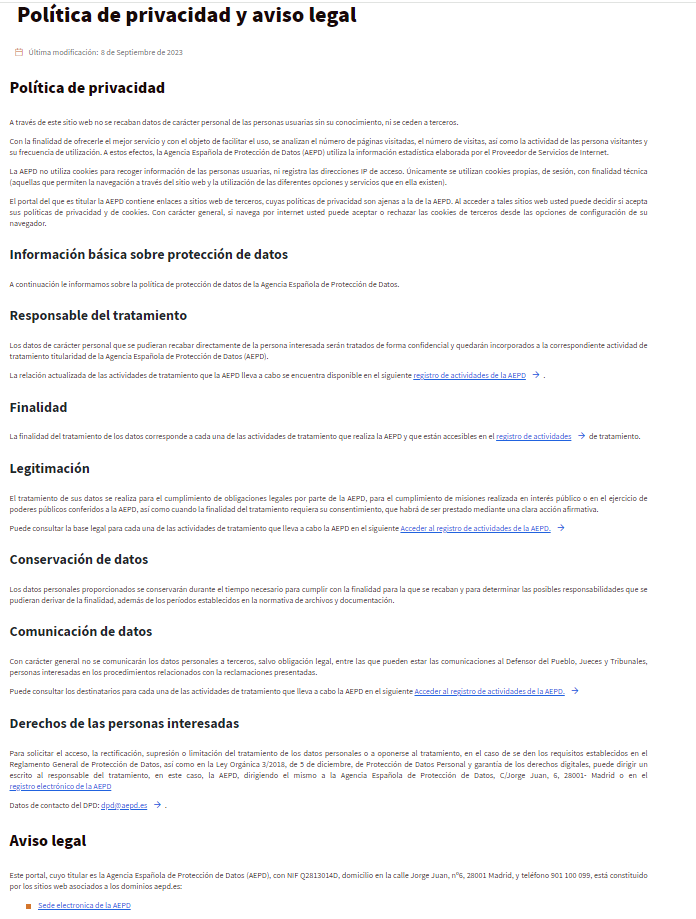 Política de privacidad y aviso legal
Última modificación: 8 de Septiembre de 2023
Política de privacidad
A través de este sitio web no se recaban datos de carácter personal de las personas usuarias sin su conocimiento, ni se ceden a terceros.
Con la finalidad de ofrecerle el mejor servicio y con el objeto de facilitar el uso, se analizan el número de páginas visitadas, el número de visitas, así como la actividad de las persona visitantes y
su frecuencia de utilización. A estos efectos, la Agencia Española de Protección de Datos (AEPD) utiliza la información estadística elaborada por el Proveedor de Servicios de Internet.
La AEPD no utiliza cookies para recoger información de las personas usuarias, ni registra las direcciones IP de acceso. Únicamente se utilizan cookies propias, de sesión, con finalidad técnica
(aquellas que permiten la navegación a través del sitio web y la utilización de las diferentes opciones y servicios que en ella existen).
El portal del que es titular la AEPD contiene enlaces a sitios web de terceros, cuyas políticas de privacidad son ajenas a la de la AEPD. Al acceder a tales sitios web usted puede decidir si acepta
sus políticas de privacidad y de cookies. Con carácter general, si navega por internet usted puede aceptar o rechazar las cookies de terceros desde las opciones de configuración de su
navegador.
Información básica sobre protección de datos
A continuación le informamos sobre la política de protección de datos de la Agencia Española de Protección de Datos.
Responsable del tratamiento
Los datos de carácter personal que se pudieran recabar directamente de la persona interesada serán tratados de forma confidencial y quedarán incorporados a la correspondiente actividad de
tratamiento titularidad de la Agencia Española de Protección de Datos (AEPD).
La relación actualizada de las actividades de tratamiento que la AEPD lleva a cabo se encuentra disponible en el siguiente registro de actividades de la AEPD → .
Finalidad
La finalidad del tratamiento de los datos corresponde a cada una de las actividades de tratamiento que realiza la AEPD y que están accesibles en el registro de actividades → de tratamiento.
Legitimación
El tratamiento de sus datos se realiza para el cumplimiento de obligaciones legales por parte de la AEPD, para el cumplimiento de misiones realizada en interés público o en el ejercicio de
poderes públicos conferidos a la AEPD, así como cuando la finalidad del tratamiento requiera su consentimiento, que habrá de ser prestado mediante una clara acción afirmativa.
Puede consultar la base legal para cada una de las actividades de tratamiento que lleva a cabo la AEPD en el siguiente Acceder al registro de actividades de la AEPD. →
Conservación de datos
Los datos personales proporcionados se conservarán durante el tiempo necesario para cumplir con la finalidad para la que se recaban y para determinar las posibles responsabilidades que se
pudieran derivar de la finalidad, además de los períodos establecidos en la normativa de archivos y documentación.
Comunicación de datos
Con carácter general no se comunicarán los datos personales a terceros, salvo obligación legal, entre las que pueden estar las comunicaciones al Defensor del Pueblo, Jueces y Tribunales,
personas interesadas en los procedimientos relacionados con la reclamaciones presentadas.
Puede consultar los destinatarios para cada una de las actividades de tratamiento que lleva a cabo la AEPD en el siguiente Acceder al registro de actividades de la AEPD. →
Derechos de las personas interesadas
Para solicitar el acceso, la rectificación, supresión o limitación del tratamiento de los datos personales o a oponerse al tratamiento, en el caso de se den los requisitos establecidos en el
Reglamento General de Protección de Datos, así como en la Ley Orgánica 3/2018, de 5 de diciembre, de Protección de Datos Personal y garantía de los derechos digitales, puede dirigir un
escrito al responsable del tratamiento, en este caso, la AEPD, dirigiendo el mismo a la Agencia Española de Protección de Datos, C/Jorge Juan, 6, 28001- Madrid o en el
registro electrónico de la AEPD
Datos de contacto del DPD: dpd@aepd.es → .
Aviso legal
Este portal, cuyo titular es la Agencia Española de Protección de Datos (AEPD), con NIF Q2813014D, domicilio en la calle Jorge Juan, nº6, 28001 Madrid, y teléfono 901 100 099, está constituido
por los sitios web asociados a los dominios aepd.es:
Sede electronica de la AEPD